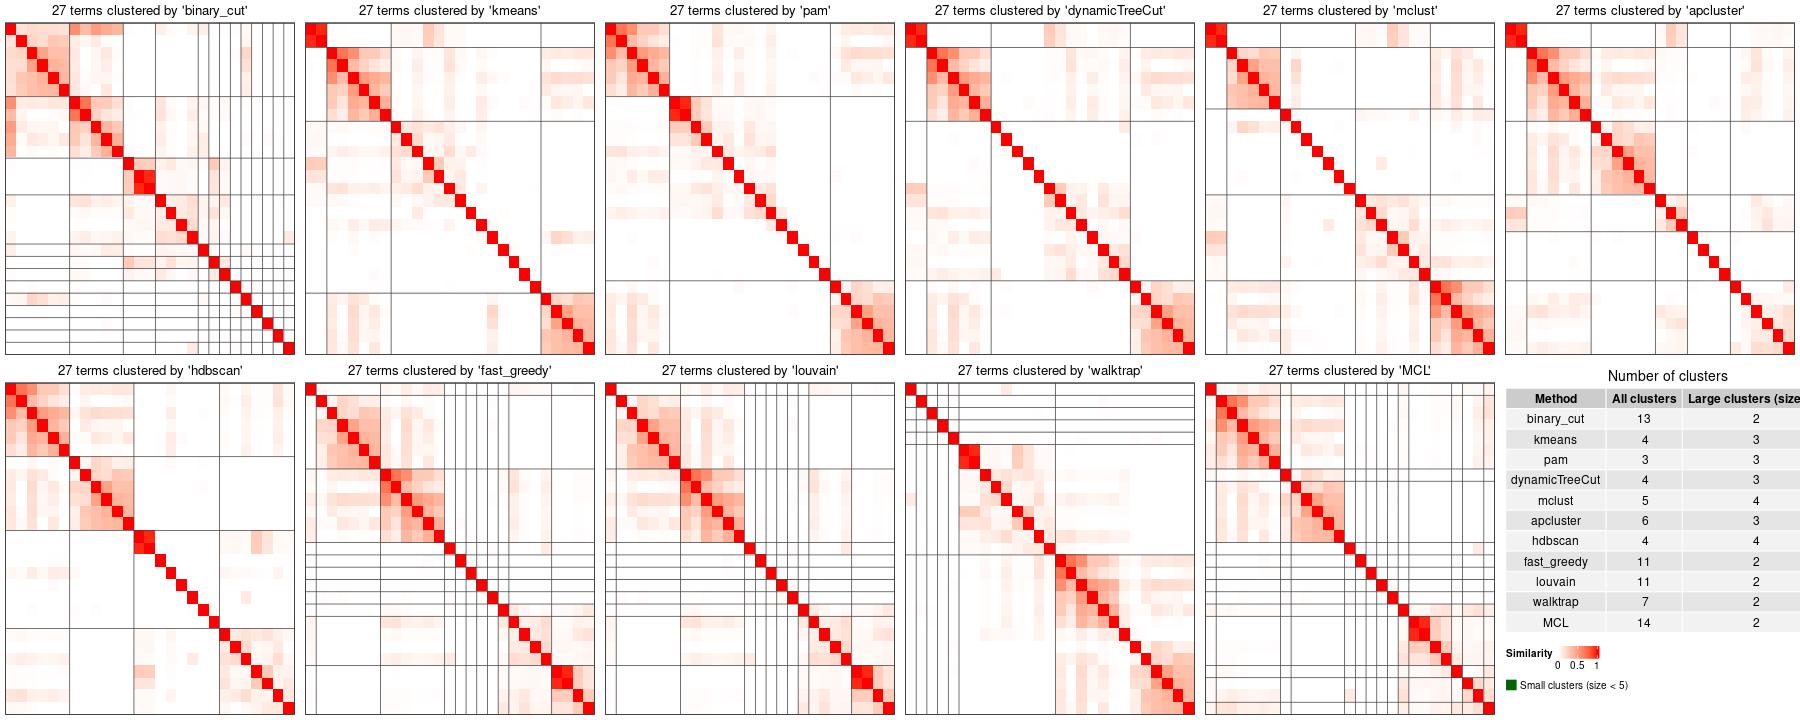 27 terms clustered by 'binary_cut'
27 terms clustered by 'kmeans'
27 terms clustered by 'pam'
27 terms clustered by 'dynamicTreeCut'
27 terms clustered by 'mclust'
27 terms clustered by 'apcluster'
27 terms clustered by 'hdbscan'
27 terms clustered by 'fast_greedy'
27 terms clustered by 'louvain'
27 terms clustered by 'walktrap'
27 terms clustered by 'MCL'
Number of clusters
Method All clusters Large clusters (size
binary_cut 13 2
kmeans 4 3
pam 3 3
dynamicTreeCut 4 3
mclust 5 4
apcluster 6 3
hdbscan 4 4
fast_greedy 11 2
louvain 11 2
walktrap 7 2
MCL 14 2
Similarity
0 0.5 1
Small clusters (size < 5)